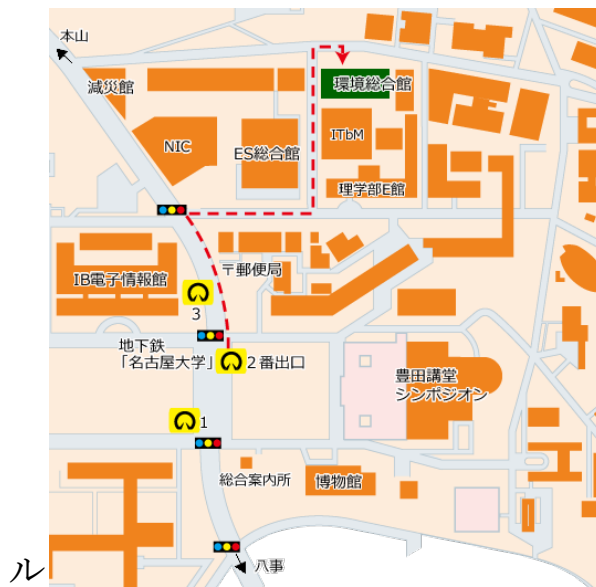 本山
減災館
環境総合館
NIC
ES総合館
ITbM
理学部E館
IB電子情報館
〒郵便局
3
地下鉄
「名古屋大学」
2番出口
豊田講堂
シンポジオン
1
総合案内所
博物館
八事
ル